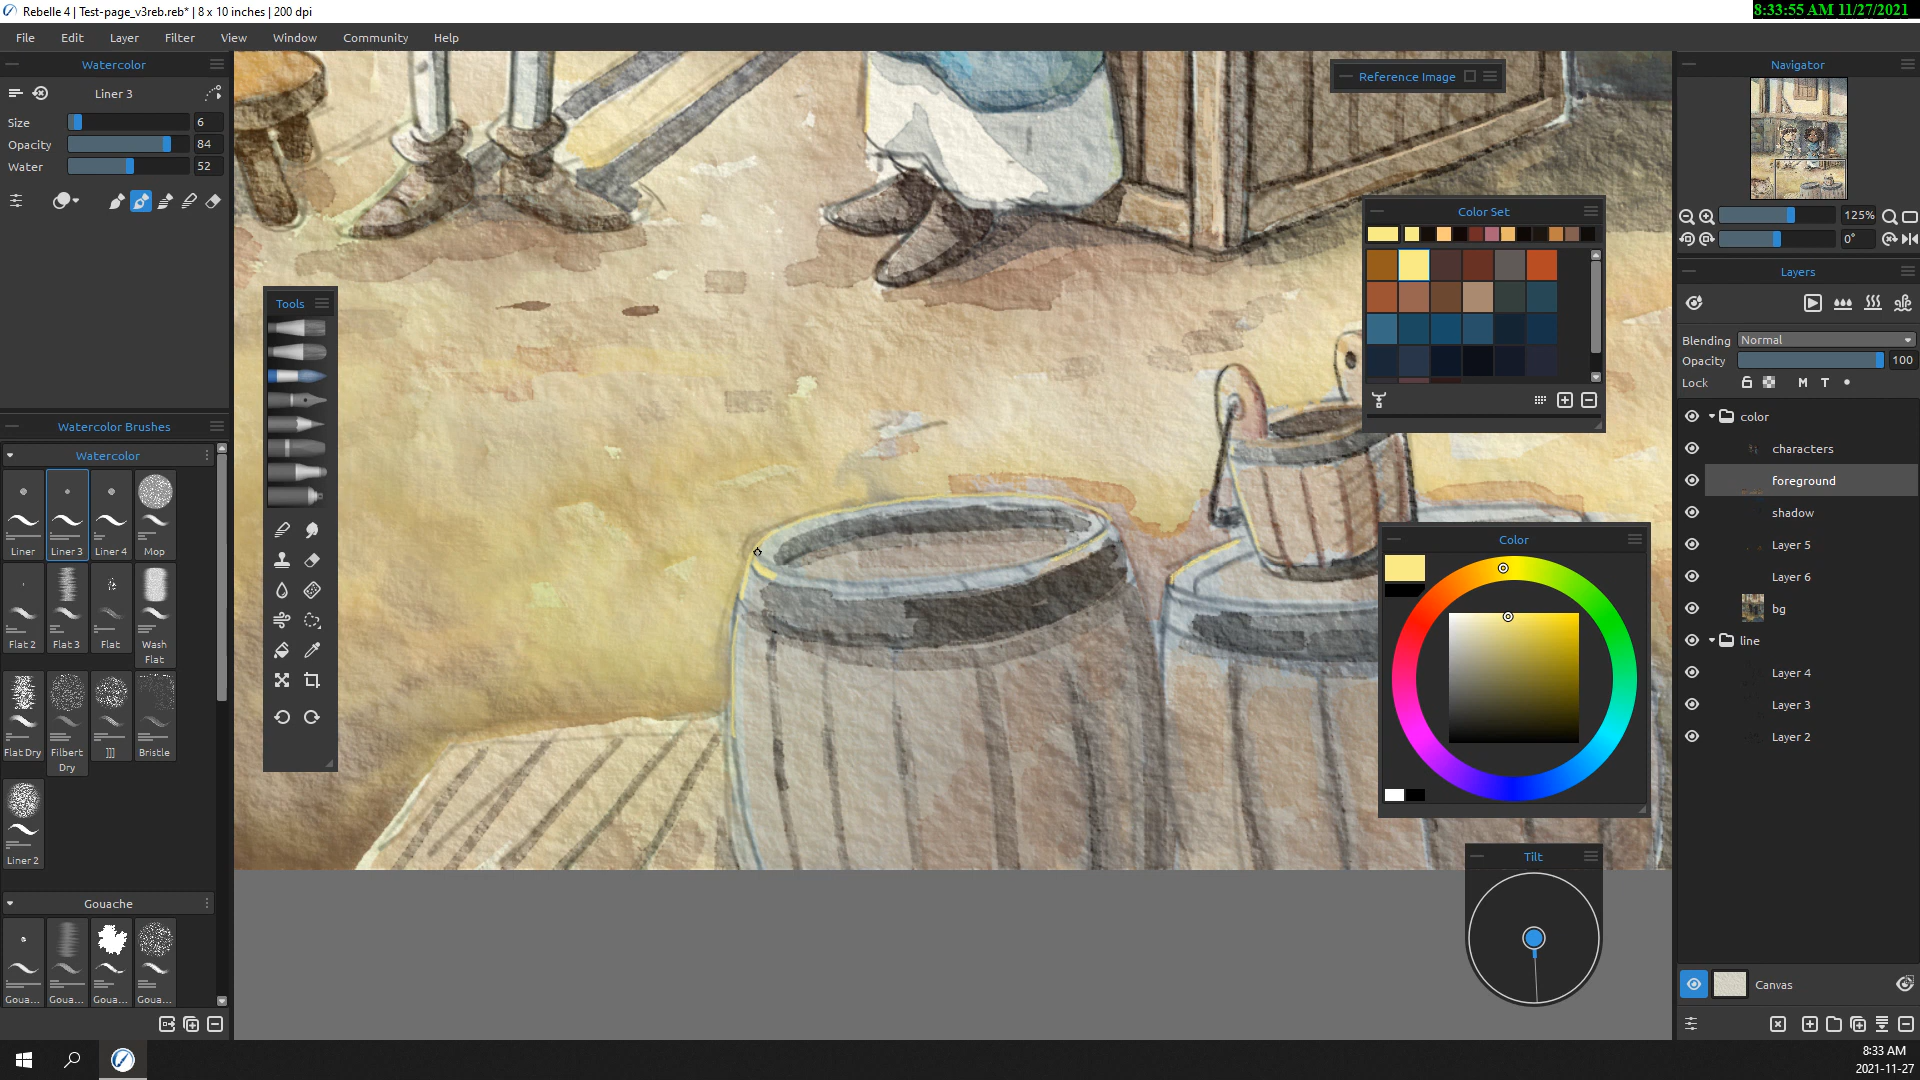 Rebelle 4 | Test-page_v3reb.reb* | 8 x 10 inches | 200 dpi
8:33:55 AM 11/27/2021
File Edit Layer Filter View Window Community Help
Watercolor
Liner 3
Size 6
Opacity 84
Water 52
Watercolor Brushes
Watercolor
Liner Liner 3 Liner 4 Mop
Flat 2 Flat 3 Flat Wash Flat
Flat Dry Filbert Dry ]]] Bristle
Liner 2
Gouache
Goua... Goua... Goua... Goua...
Tools
Reference Image
Color Set
Color
Tilt
Navigator
125%
0°
Layers
Blending Normal
Opacity 100
Lock M T
color
characters
foreground
shadow
Layer 5
Layer 6
bg
line
Layer 4
Layer 3
Layer 2
Canvas
8:33 AM
2021-11-27